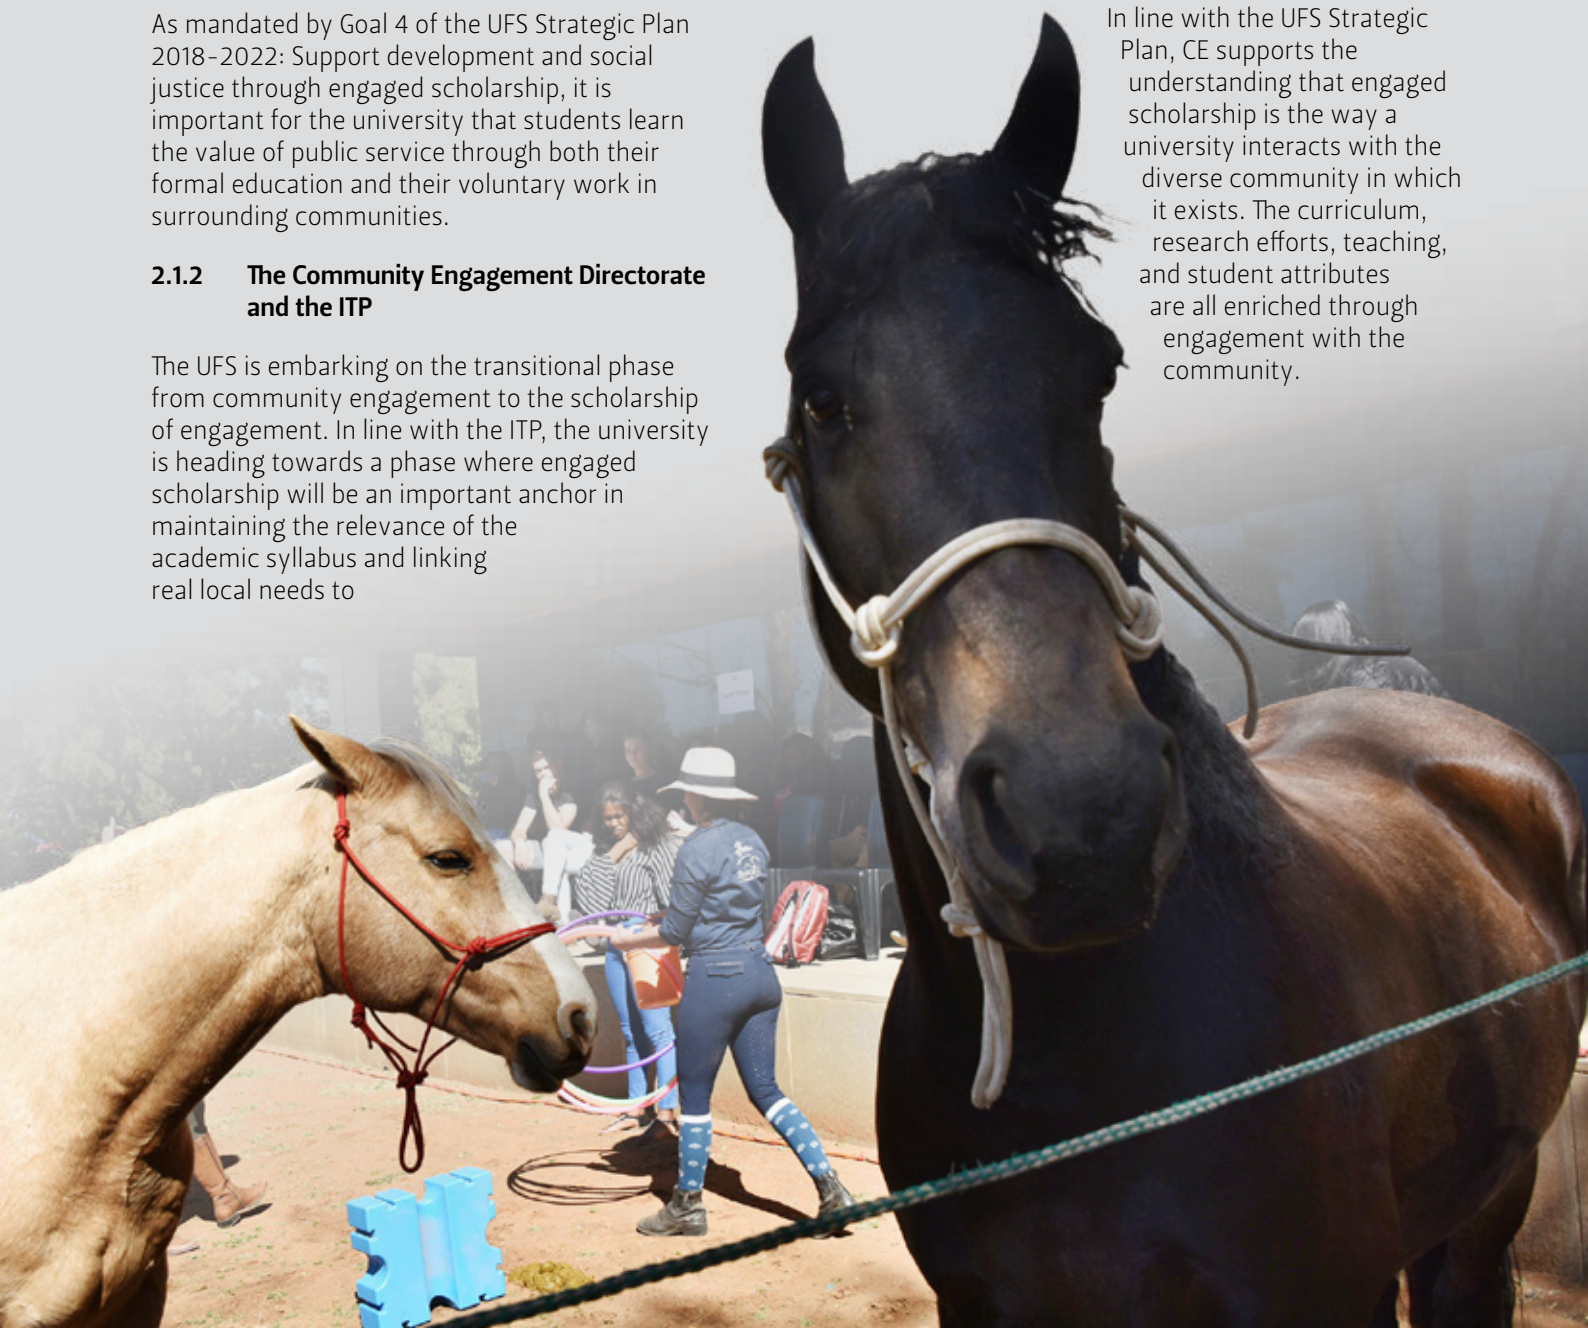 As mandated by Goal 4 of the UFS Strategic Plan
2018-2022: Support development and social
justice through engaged scholarship, it is
important for the university that students learn
the value of public service through both their
formal education and their voluntary work in
surrounding communities.
2.1.2 The Community Engagement Directorate
and the ITP
The UFS is embarking on the transitional phase
from community engagement to the scholarship
of engagement. In line with the ITP, the university
is heading towards a phase where engaged
scholarship will be an important anchor in
maintaining the relevance of the
academic syllabus and linking
real local needs to
In line with the UFS Strategic
Plan, CE supports the
understanding that engaged
scholarship is the way a
university interacts with the
diverse community in which
it exists. The curriculum,
research efforts, teaching,
and student attributes
are all enriched through
engagement with the
community.